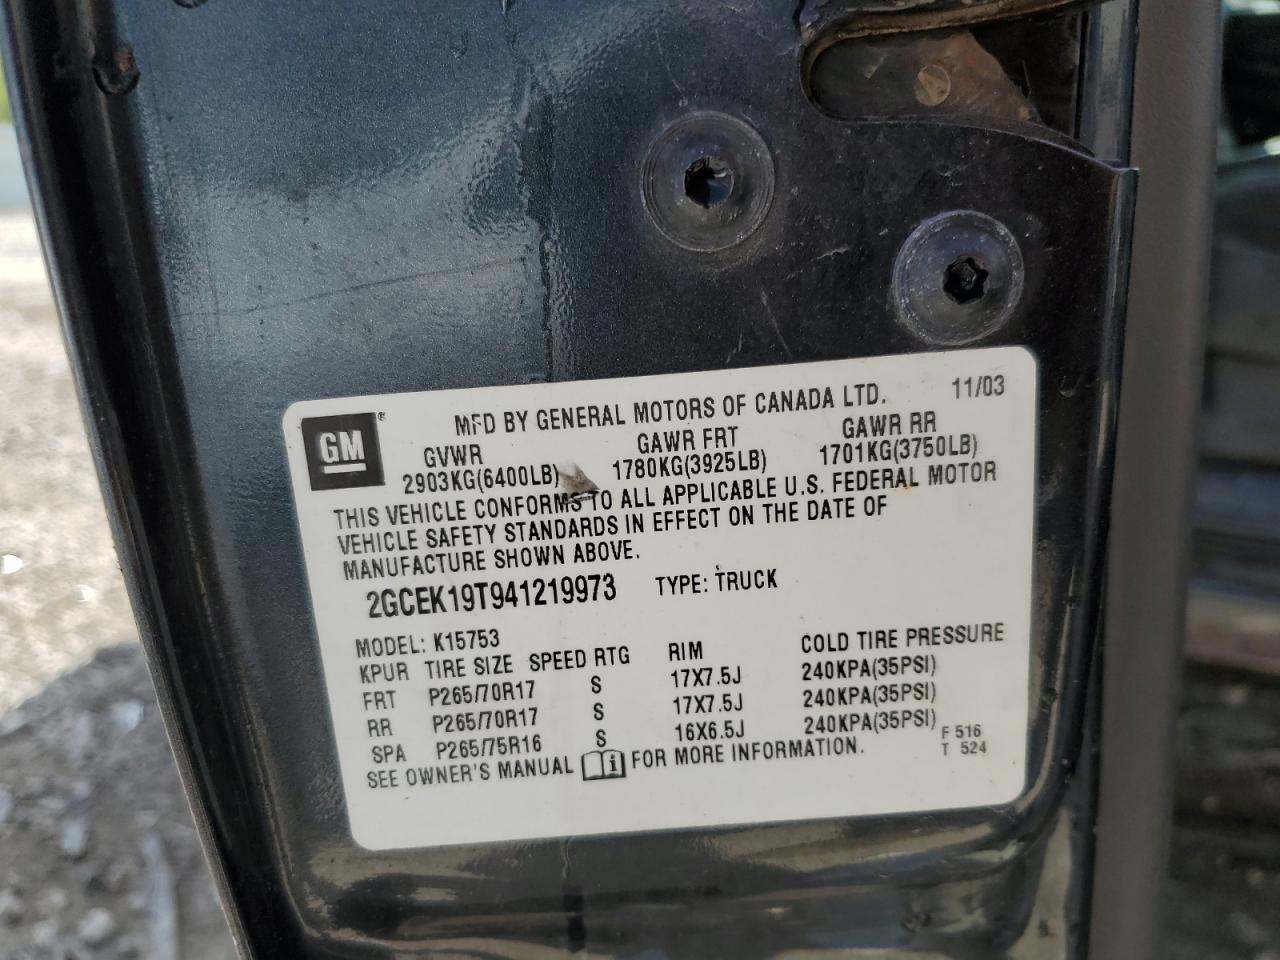 MFD BY GENERAL MOTORS OF CANADA LTD. 11/03
GM®
GVWR GAWR FRT GAWR RR
2903KG(6400LB) 1780KG(3925LB) 1701KG(3750LB)
THIS VEHICLE CONFORMS TO ALL APPLICABLE U.S. FEDERAL MOTOR
VEHICLE SAFETY STANDARDS IN EFFECT ON THE DATE OF
MANUFACTURE SHOWN ABOVE.
2GCEK19T941219973 TYPE: TRUCK
MODEL: K15753
KPUR TIRE SIZE SPEED RTG RIM COLD TIRE PRESSURE
FRT P265/70R17 S 17X7.5J 240KPA(35PSI)
RR P265/70R17 S 17X7.5J 240KPA(35PSI)
SPA P265/75R16 S 16X6.5J 240KPA(35PSI) F 516
SEE OWNER'S MANUAL i FOR MORE INFORMATION. T 524